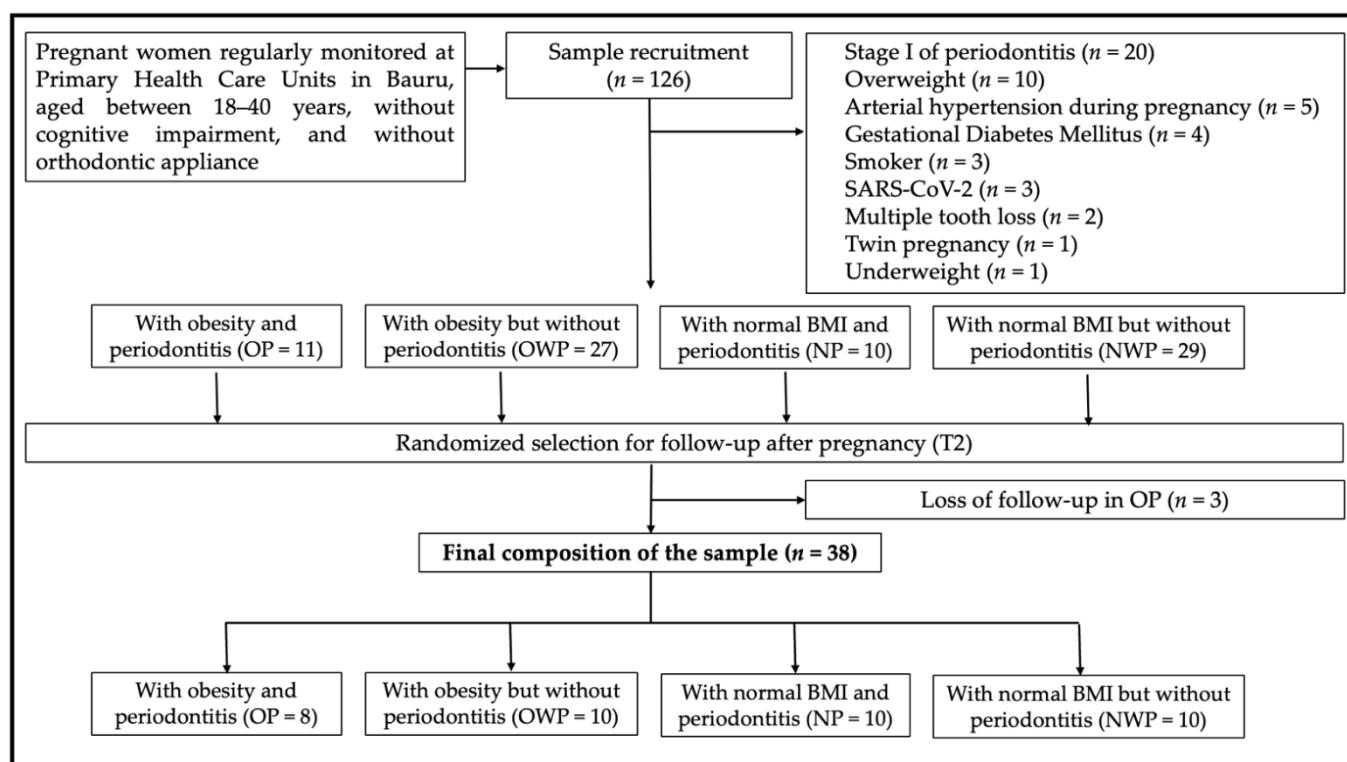 Pregnant women regularly monitored at
Primary Health Care Units in Bauru,
aged between 18–40 years, without
cognitive impairment, and without
orthodontic appliance
Sample recruitment
(n = 126)
Stage I of periodontitis (n = 20)
Overweight (n = 10)
Arterial hypertension during pregnancy (n = 5)
Gestational Diabetes Mellitus (n = 4)
Smoker (n = 3)
SARS-CoV-2 (n = 3)
Multiple tooth loss (n = 2)
Twin pregnancy (n = 1)
Underweight (n = 1)
With obesity and
periodontitis (OP = 11)
With obesity but without
periodontitis (OWP = 27)
With normal BMI and
periodontitis (NP = 10)
With normal BMI but without
periodontitis (NWP = 29)
Randomized selection for follow-up after pregnancy (T2)
Loss of follow-up in OP (n = 3)
Final composition of the sample (n = 38)
With obesity and
periodontitis (OP = 8)
With obesity but without
periodontitis (OWP = 10)
With normal BMI and
periodontitis (NP = 10)
With normal BMI but without
periodontitis (NWP = 10)